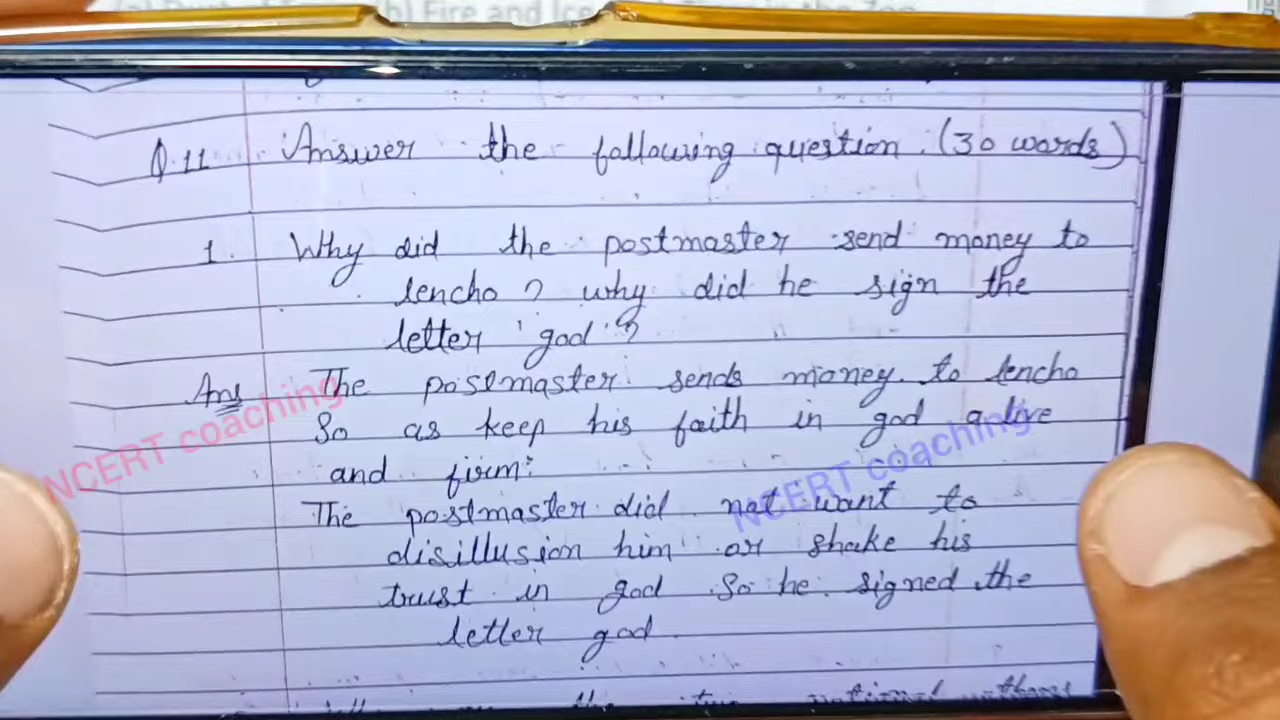 (b) Fire and Ice
Q.11 Answer the following question. (30 words)
1. Why did the postmaster send money to
lencho? why did he sign the
letter 'god'?
Ans The postmaster sends money to lencho
So as keep his faith in god alive
and firm.
The postmaster did not want to
disillusion him or shake his
trust in god So he signed the
letter god.
NCERT coaching
NCERT coaching